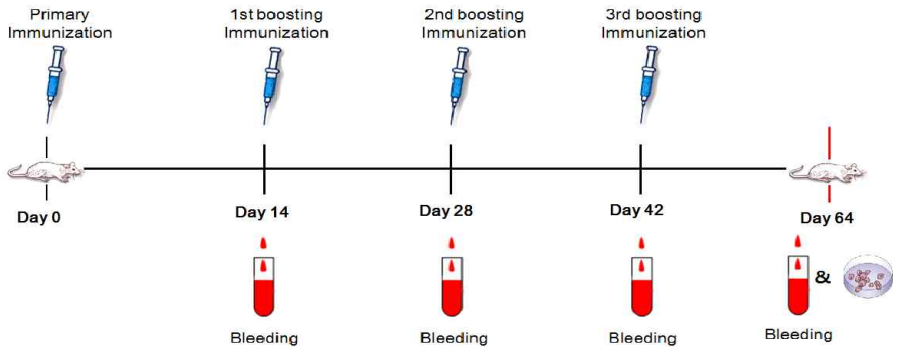 Primary
Immunization
1st boosting
Immunization
2nd boosting
Immunization
3rd boosting
Immunization
Day 0
Day 14
Day 28
Day 42
Day 64
&
Bleeding
Bleeding
Bleeding
Bleeding